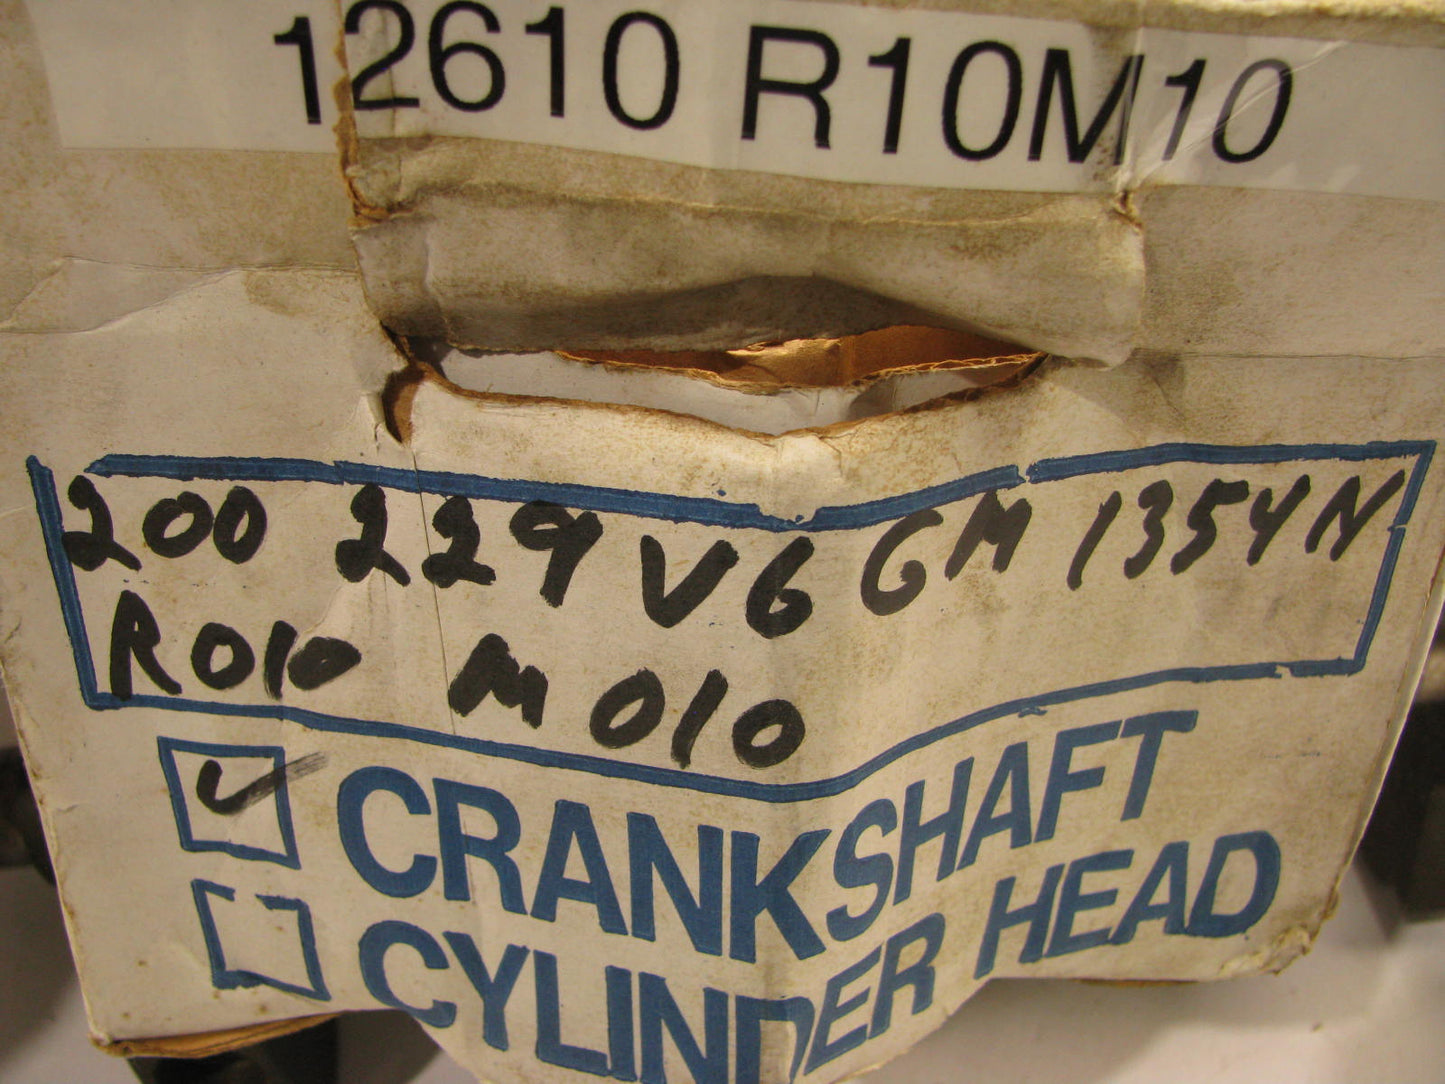 12610 R10M10
200 229 V6 GM 1354N
R010 M010
CRANKSHAFT
CYLINDER HEAD